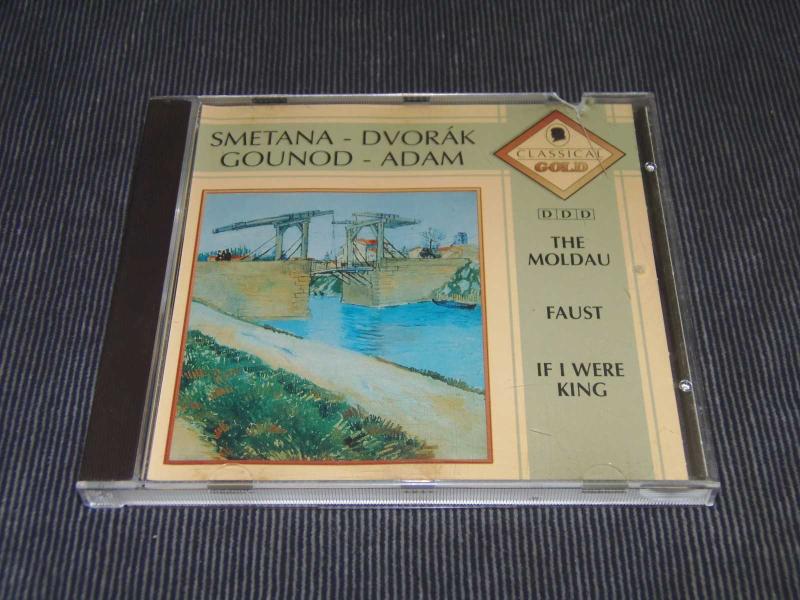 SMETANA - DVORÁK
GOUNOD - ADAM
CLASSICAL
GOLD
DDD
THE
MOLDAU
FAUST
IF I WERE
KING